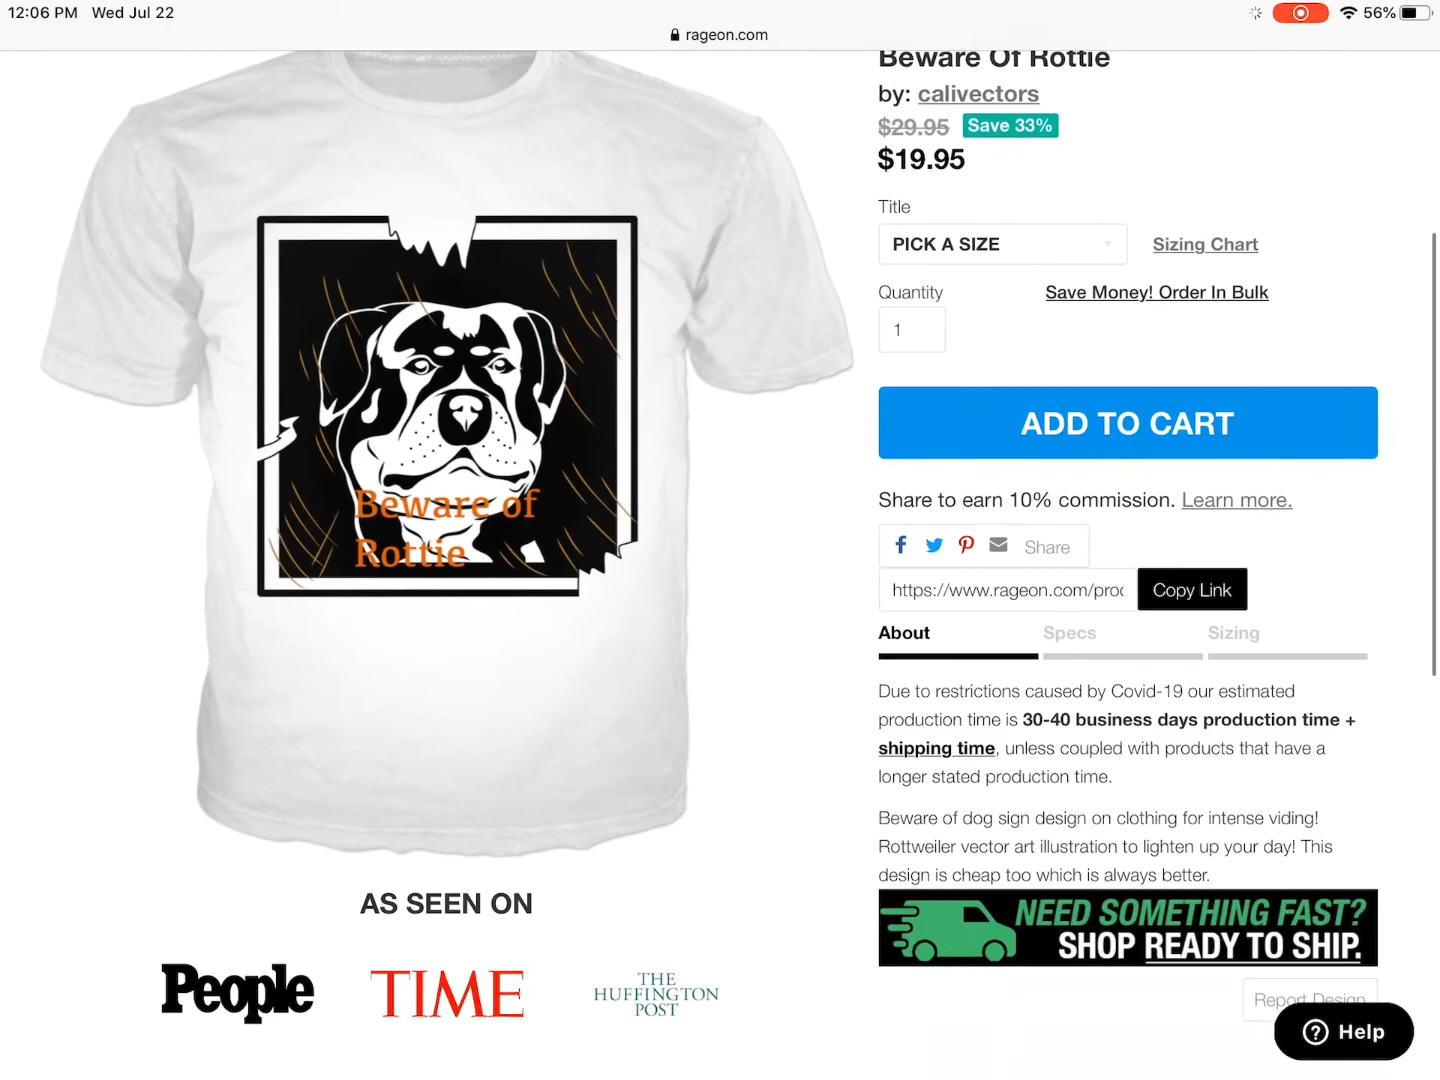 12:06 PM Wed Jul 22
56%
rageon.com
Beware Of Rottie
by: calivectors
$29.95 Save 33%
$19.95
Title
PICK A SIZE
Sizing Chart
Quantity
Save Money! Order In Bulk
1
ADD TO CART
Share to earn 10% commission. Learn more.
Share
https://www.rageon.com/proc
Copy Link
About
Specs
Sizing
Due to restrictions caused by Covid-19 our estimated
production time is 30-40 business days production time +
shipping time, unless coupled with products that have a
longer stated production time.
Beware of dog sign design on clothing for intense viding!
Rottweiler vector art illustration to lighten up your day! This
design is cheap too which is always better.
NEED SOMETHING FAST?
SHOP READY TO SHIP.
Report Design
Help
Beware of
Rottie
AS SEEN ON
People
TIME
THE
HUFFINGTON
POST